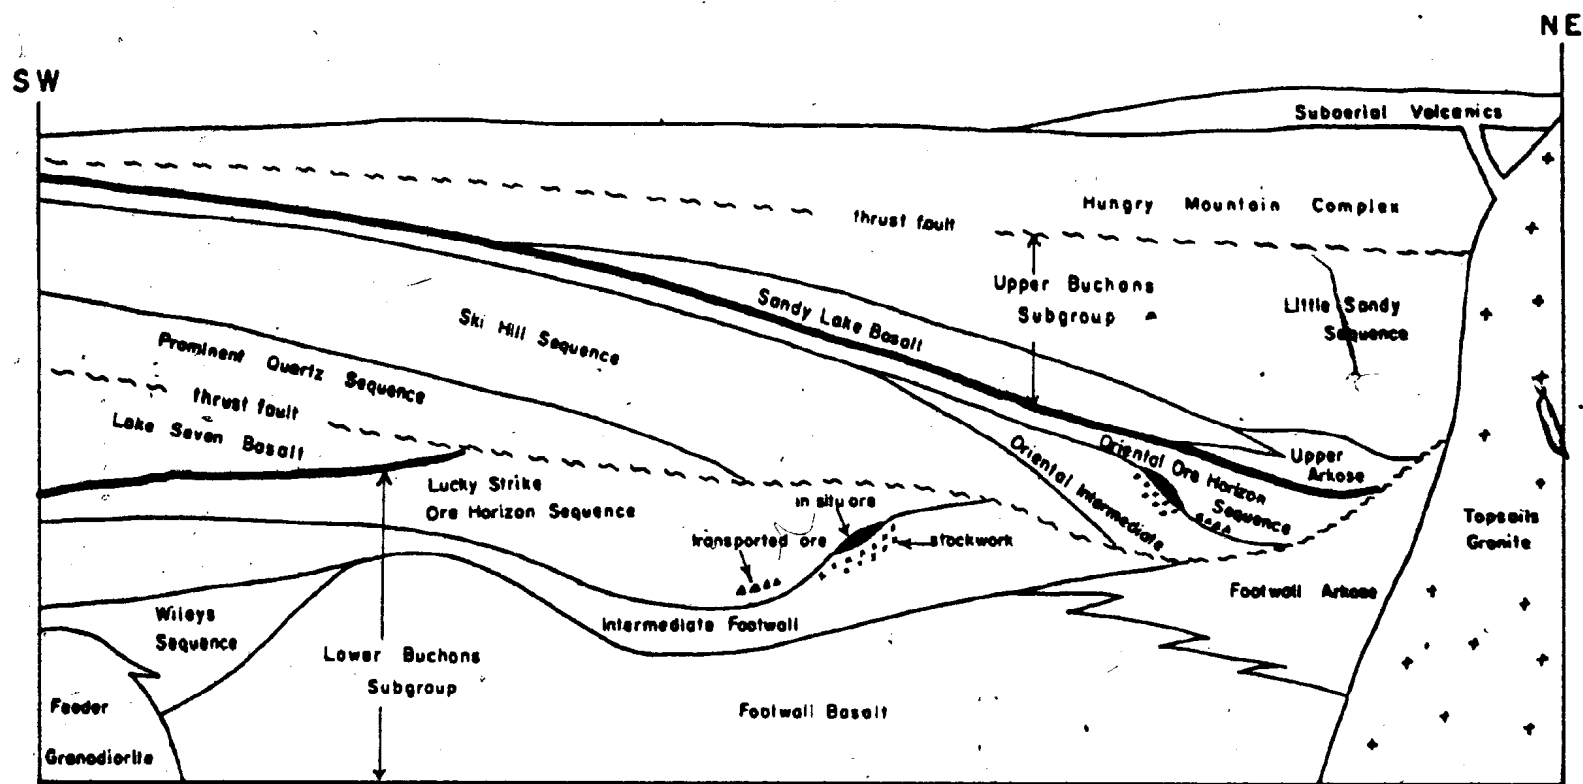 NE
SW
Subaerial Volcanics
Hungry Mountain Complex
thrust fault
Upper Buchans
Subgroup
Little Sandy
Sequence
Sandy Lake Basalt
Ski Hill Sequence
Prominent Quartz Sequence
thrust fault
Lake Seven Basalt
Oriental Ore Horizon
Sequence
Upper
Arkose
Oriental Intermediate
Lucky Strike
Ore Horizon Sequence
in situ ore
transported ore
stockwork
Topsails
Granite
Footwall Arkose
Wileys
Sequence
Intermediate Footwall
Lower Buchans
Subgroup
Feeder
Granodiorite
Footwall Basalt